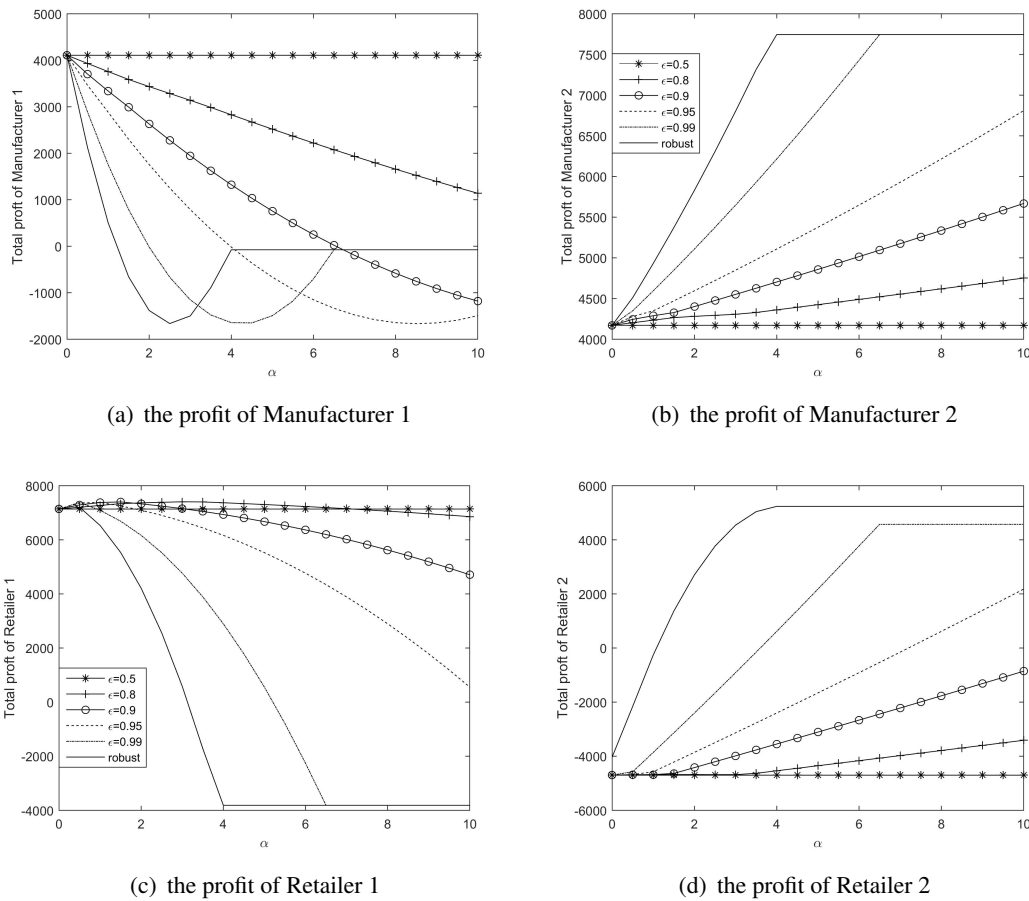 5000
4000
3000
2000
1000
0
-1000
-2000
0 2 4 6 8 10
α
Total proft of Manufacturer 1
(a) the profit of Manufacturer 1
8000
7500
7000
6500
6000
5500
5000
4500
4000
0 2 4 6 8 10
α
Total proft of Manufacturer 2
ϵ=0.5
ϵ=0.8
ϵ=0.9
ϵ=0.95
ϵ=0.99
robust
(b) the profit of Manufacturer 2
8000
6000
4000
2000
0
-2000
-4000
0 2 4 6 8 10
α
Total proft of Retailer 1
ϵ=0.5
ϵ=0.8
ϵ=0.9
ϵ=0.95
ϵ=0.99
robust
(c) the profit of Retailer 1
6000
4000
2000
0
-2000
-4000
-6000
0 2 4 6 8 10
α
Total proft of Retailer 2
(d) the profit of Retailer 2